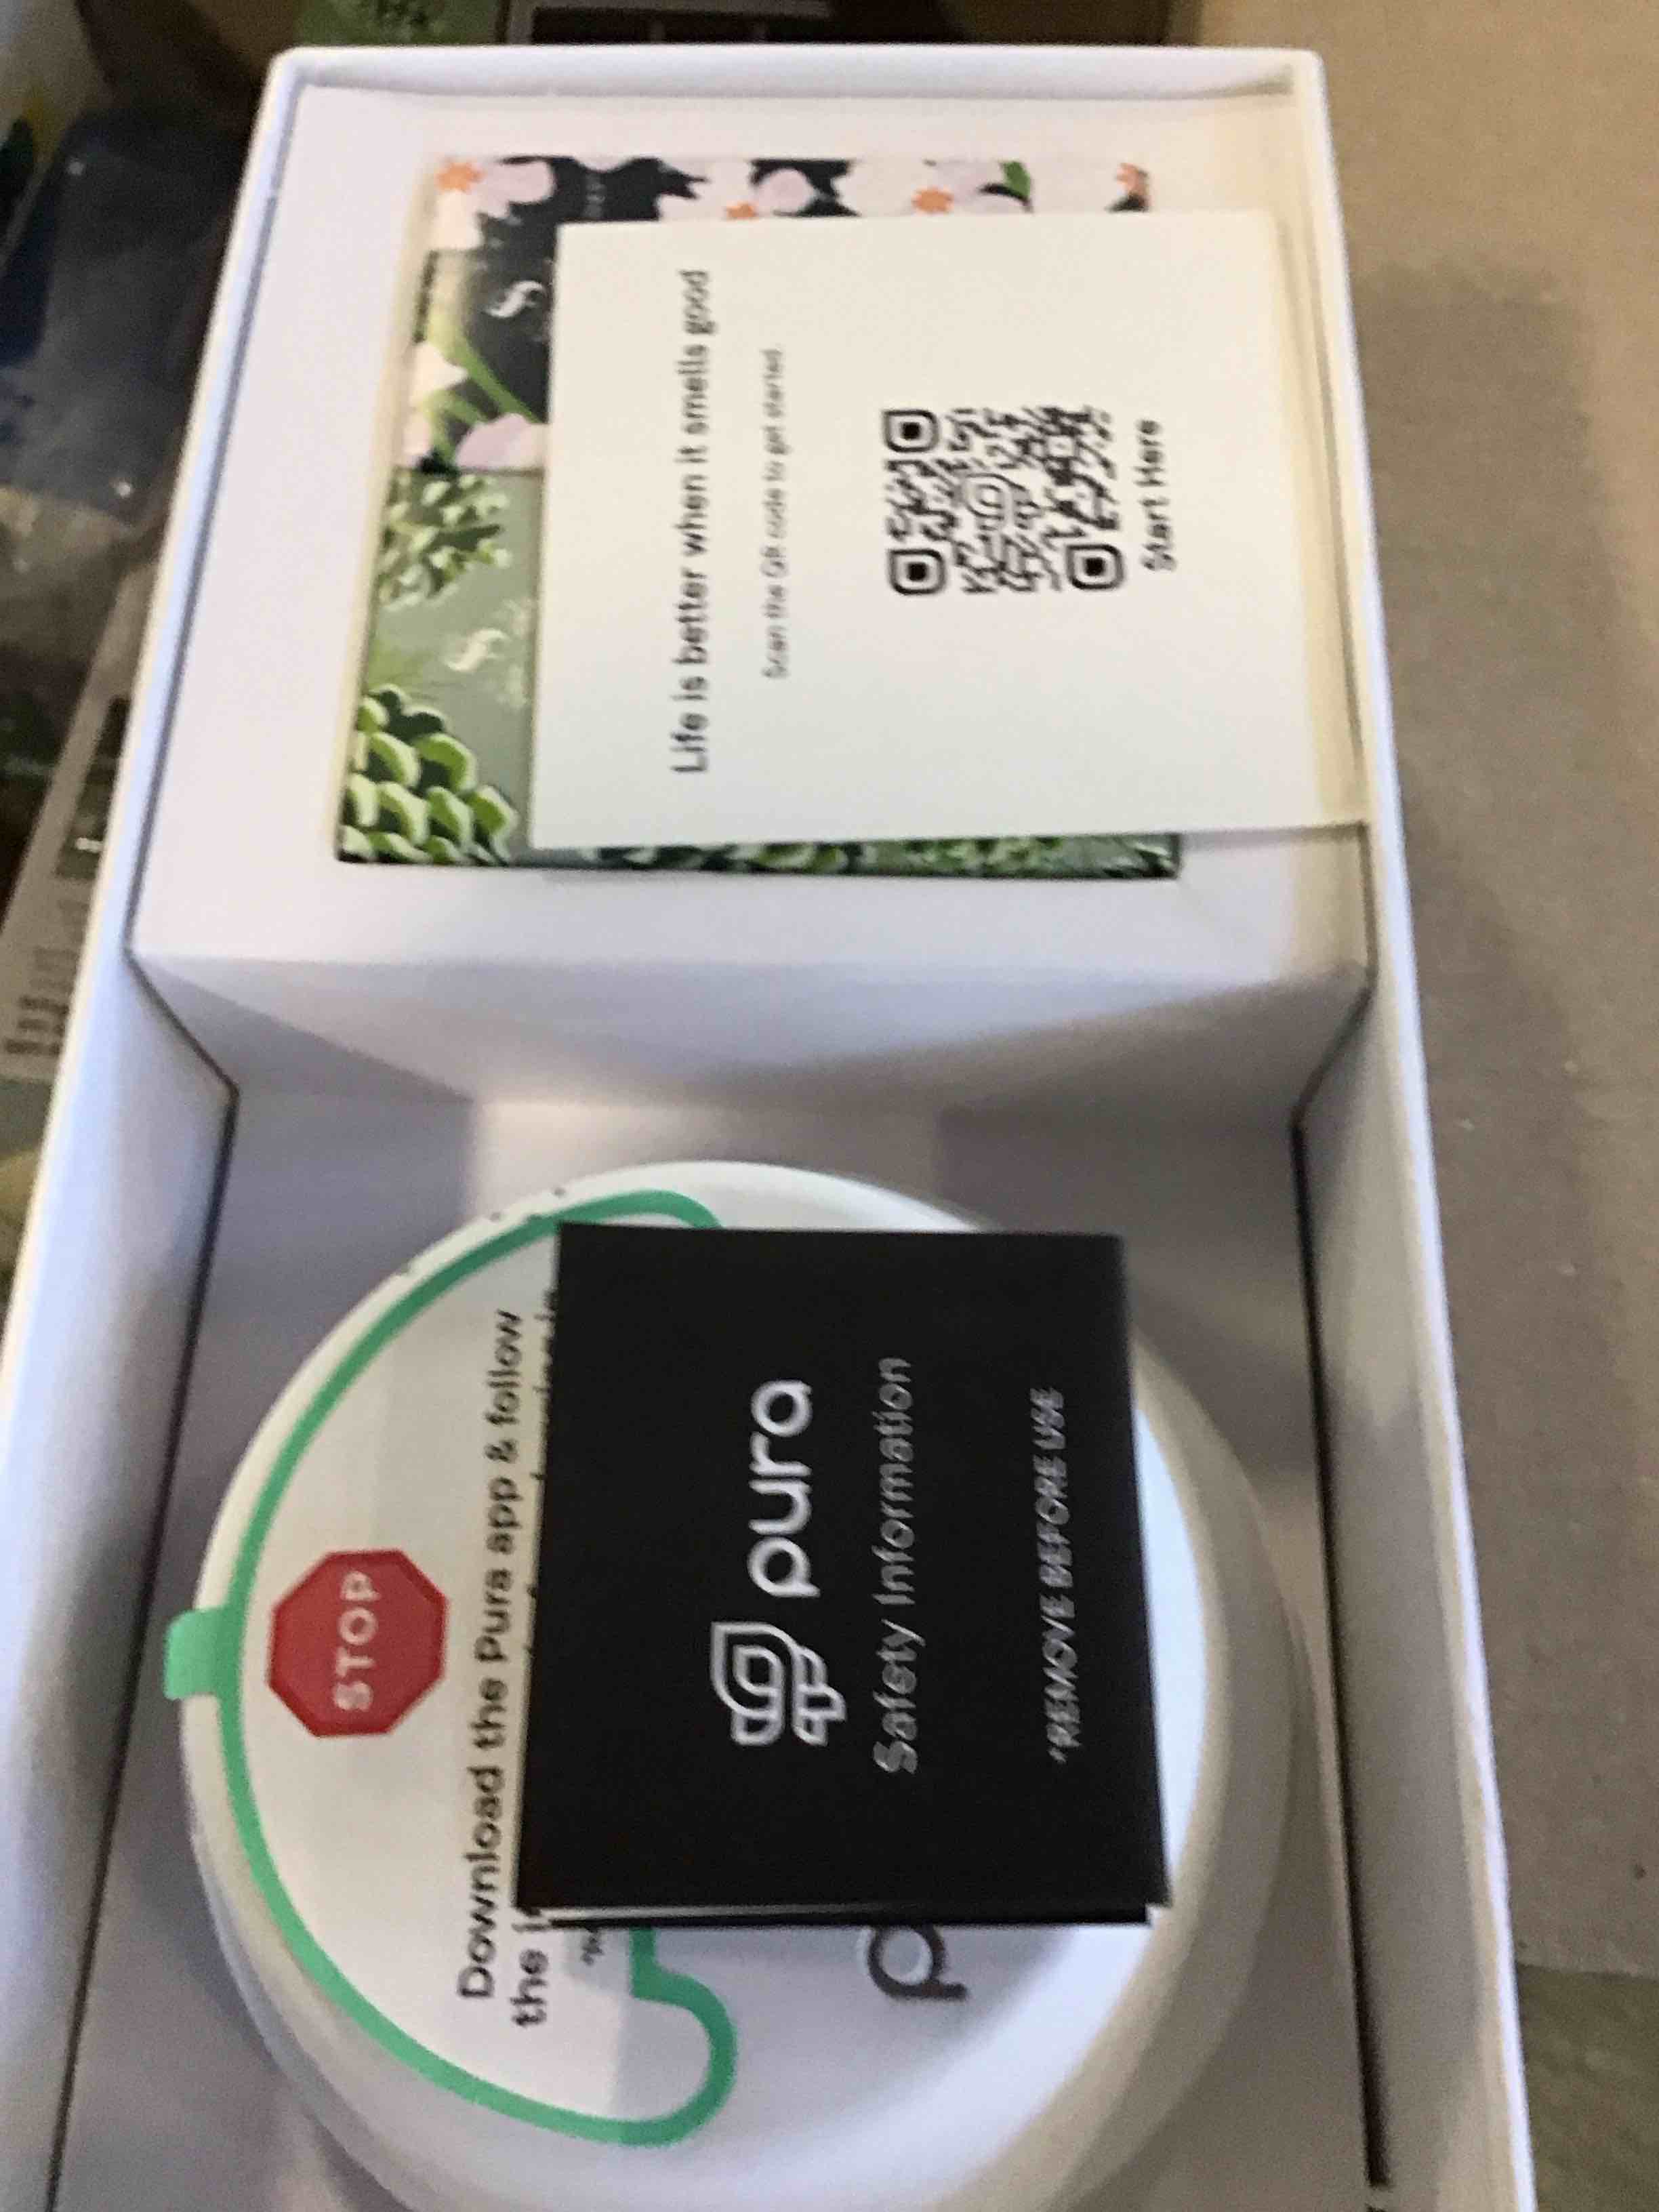 Life is better when it smells good
Scan the QR code to get started.
Start Here
STOP
Download the Pura app & follow
the
pura
Safety Information
*REMOVE BEFORE USE
p